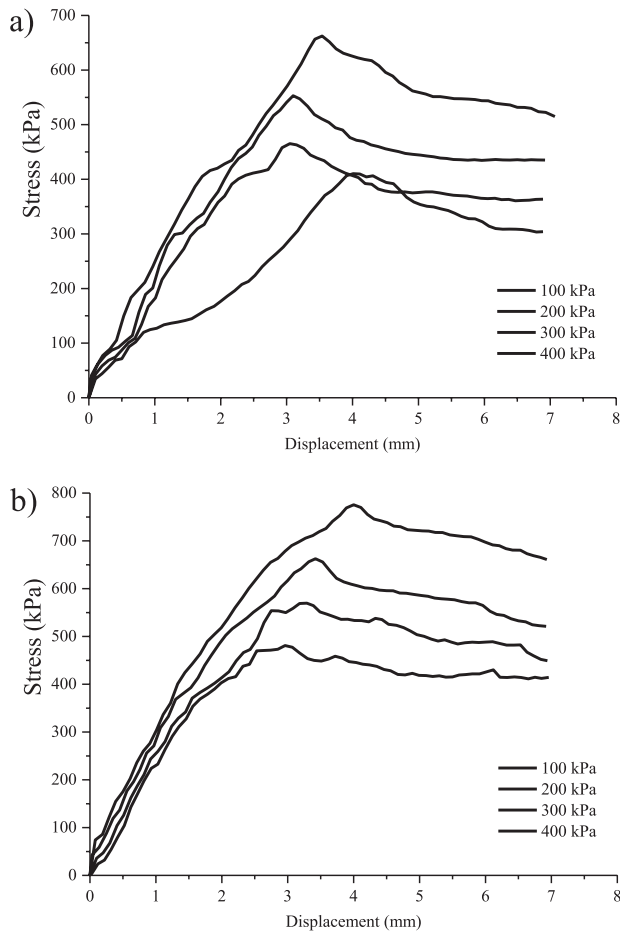 a)
700
600
500
400
300
200
100
0
Stress (kPa)
100 kPa
200 kPa
300 kPa
400 kPa
0 1 2 3 4 5 6 7 8
Displacement (mm)
b)
800
700
600
500
400
300
200
100
0
Stress (kPa)
100 kPa
200 kPa
300 kPa
400 kPa
0 1 2 3 4 5 6 7 8
Displacement (mm)